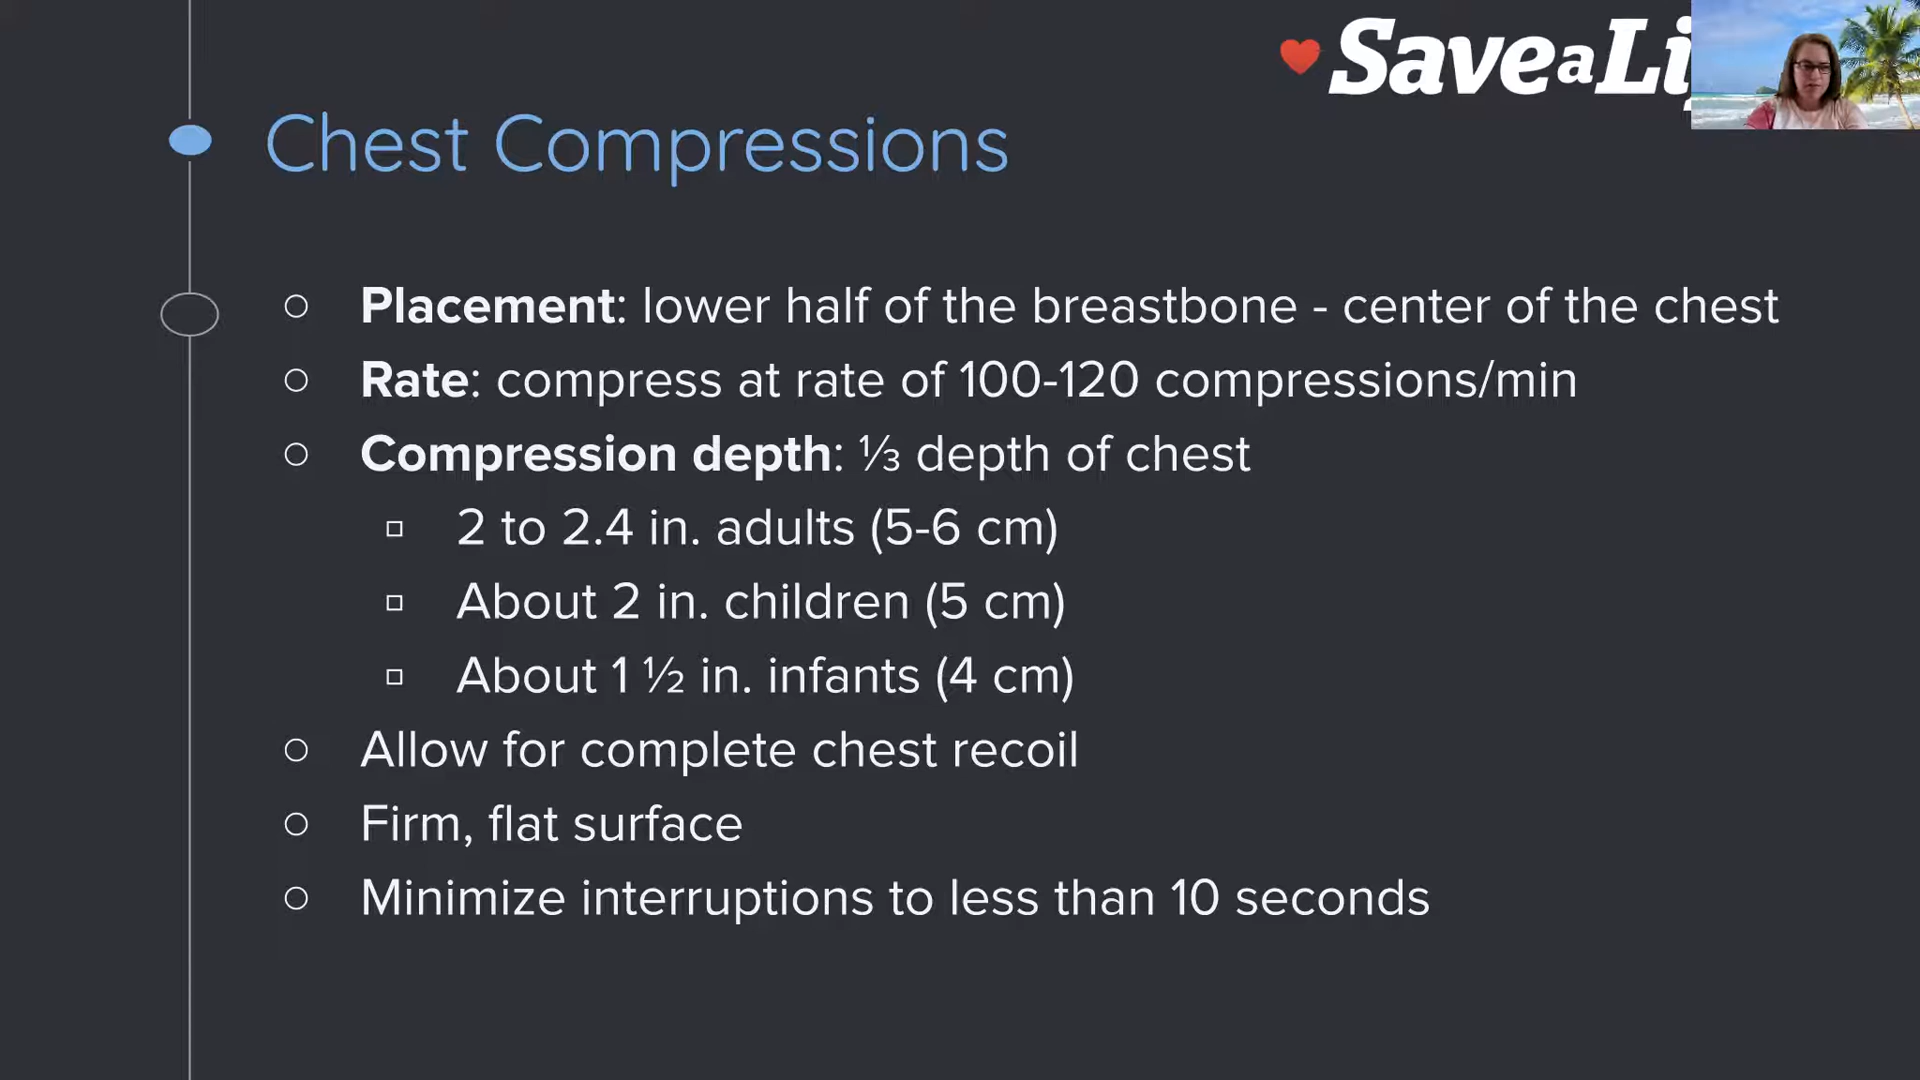 SaveaLi
Chest Compressions
Placement: lower half of the breastbone - center of the chest
Rate: compress at rate of 100-120 compressions/min
Compression depth: ⅓ depth of chest
2 to 2.4 in. adults (5-6 cm)
About 2 in. children (5 cm)
About 1 ½ in. infants (4 cm)
Allow for complete chest recoil
Firm, flat surface
Minimize interruptions to less than 10 seconds